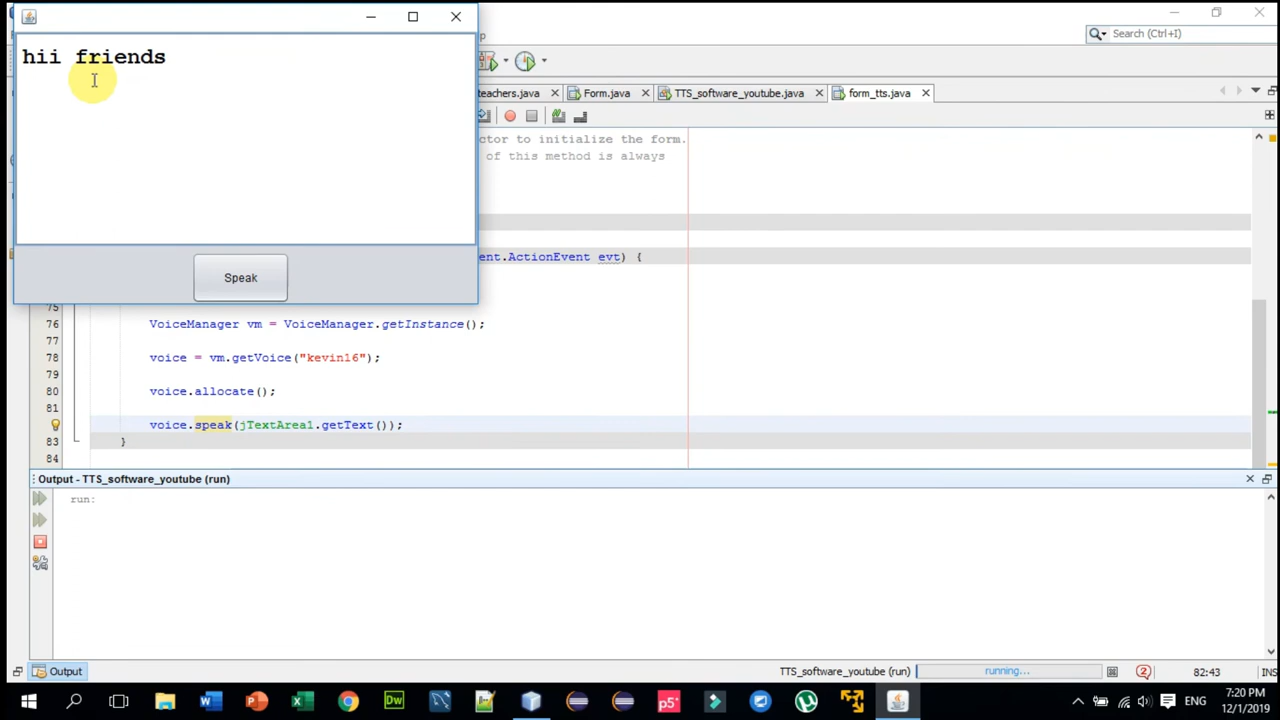 hii friends
Speak
p
Search (Ctrl+I)
teachers.java
Form.java
TTS_software_youtube.java
form_tts.java
ctor to initialize the form.
of this method is always
ent.ActionEvent evt) {
75
76 VoiceManager vm = VoiceManager.getInstance();
77
78 voice = vm.getVoice("kevin16");
79
80 voice.allocate();
81
voice.speak(jTextArea1.getText());
83 }
84
Output - TTS_software_youtube (run)
run:
Output
TTS_software_youtube (run)
running...
2
82:43
INS
W
P
X
Dw
p5*
ENG
7:20 PM
12/1/2019